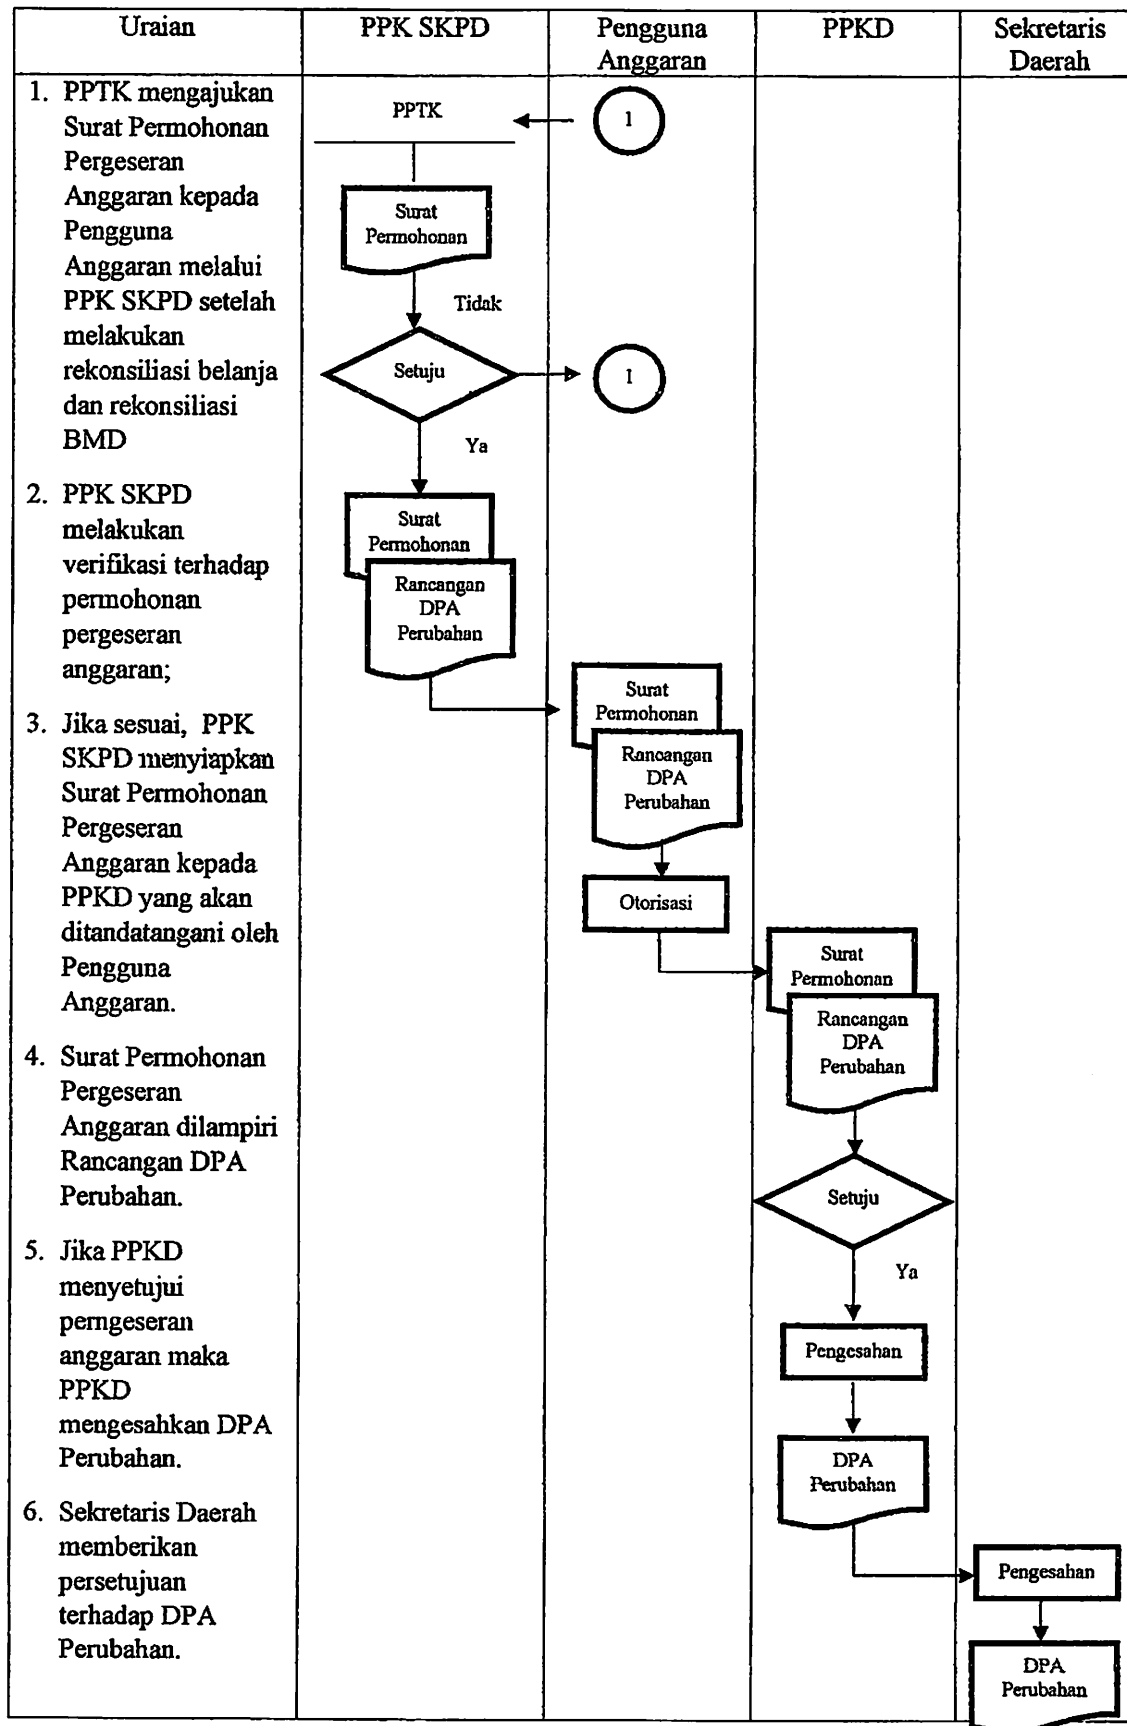 Uraian
PPK SKPD
Pengguna
Anggaran
PPKD
Sekretaris
Daerah
1. PPTK mengajukan
Surat Permohonan
Pergeseran
Anggaran kepada
Pengguna
Anggaran melalui
PPK SKPD setelah
melakukan
rekonsiliasi belanja
dan rekonsiliasi
BMD
2. PPK SKPD
melakukan
verifikasi terhadap
permohonan
pergeseran
anggaran;
3. Jika sesuai, PPK
SKPD menyiapkan
Surat Permohonan
Pergeseran
Anggaran kepada
PPKD yang akan
ditandatangani oleh
Pengguna
Anggaran.
4. Surat Permohonan
Pergeseran
Anggaran dilampiri
Rancangan DPA
Perubahan.
5. Jika PPKD
menyetujui
perngeseran
anggaran maka
PPKD
mengesahkan DPA
Perubahan.
6. Sekretaris Daerah
memberikan
persetujuan
terhadap DPA
Perubahan.
PPTK
1
Surat
Permohonan
Tidak
Setuju
1
Ya
Surat
Permohonan
Rancangan
DPA
Perubahan
Surat
Permohonan
Rancangan
DPA
Perubahan
Otorisasi
Surat
Permohonan
Rancangan
DPA
Perubahan
Setuju
Ya
Pengesahan
DPA
Perubahan
Pengesahan
DPA
Perubahan